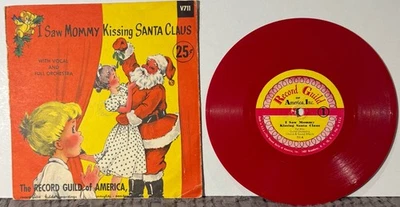 V711
I Saw MOMMY Kissing SANTA CLAUS
25¢
WITH VOCAL
AND
FULL ORCHESTRA
The RECORD GUILD of AMERICA,
Record Guild
OF
America, Inc.
I Saw Mommy
Kissing Santa Claus